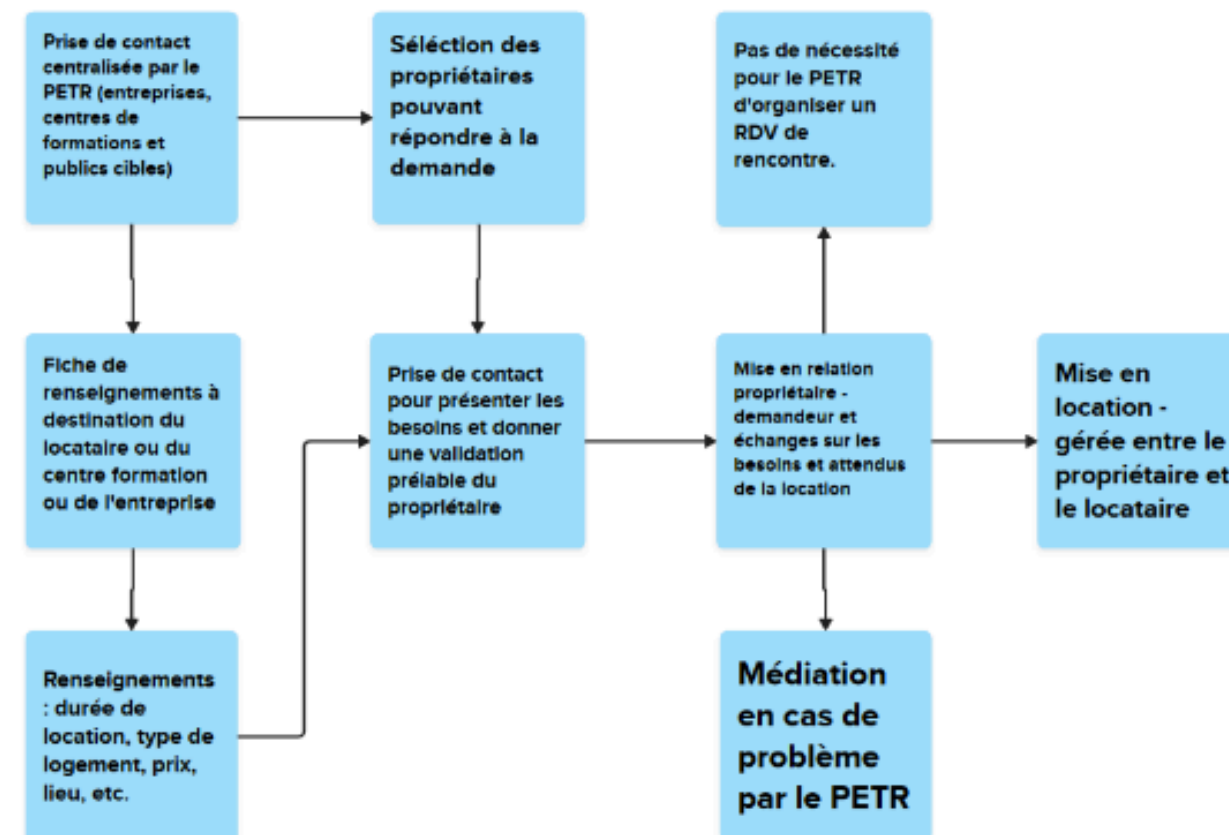 Prise de contact
centralisée par le
PETR (entreprises,
centres de
formations et
publics cibles)
Séléction des
propriétaires
pouvant
répondre à la
demande
Pas de nécessité
pour le PETR
d'organiser un
RDV de
rencontre.
Fiche de
renseignements à
destination du
locataire ou du
centre formation
ou de l'entreprise
Prise de contact
pour présenter les
besoins et donner
une validation
prélable du
propriétaire
Mise en relation
propriétaire -
demandeur et
échanges sur les
besoins et attendus
de la location
Mise en
location -
gérée entre le
propriétaire et
le locataire
Renseignements
: durée de
location, type de
logement, prix,
lieu, etc.
Médiation
en cas de
problème
par le PETR